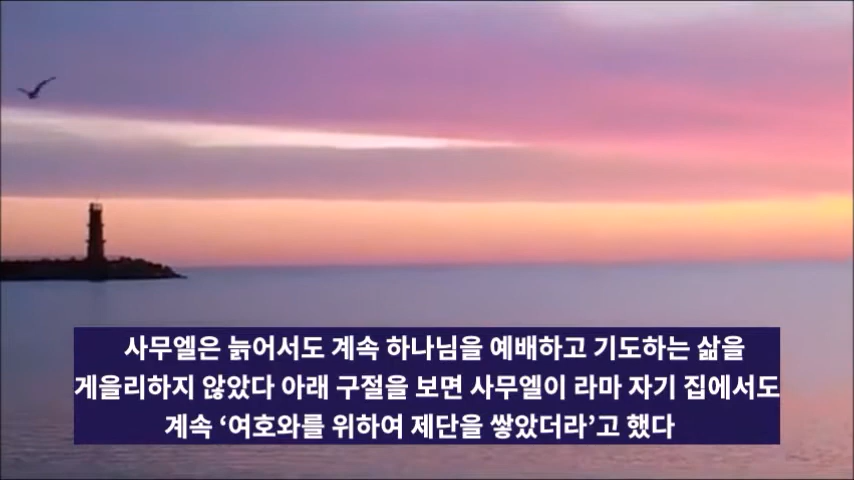 사무엘은 늙어서도 계속 하나님을 예배하고 기도하는 삶을
게을리하지 않았다 아래 구절을 보면 사무엘이 라마 자기 집에서도
계속 ‘여호와를 위하여 제단을 쌓았더라’고 했다